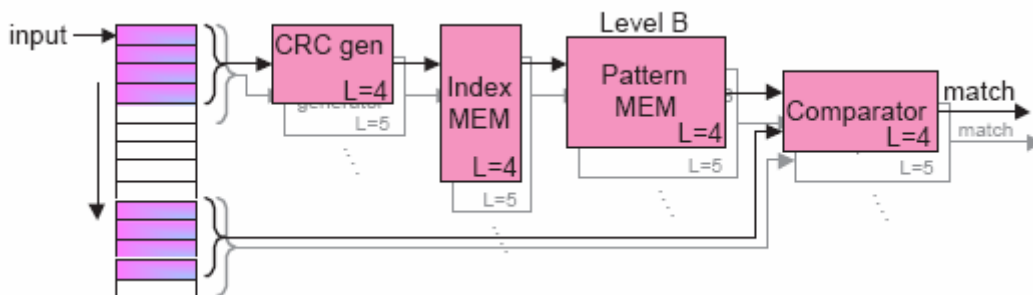 Level B
input
CRC gen
L=4
generator
L=5
Index
MEM
L=4
L=5
Pattern
MEM
L=4
Comparator
L=4
L=5
match
match